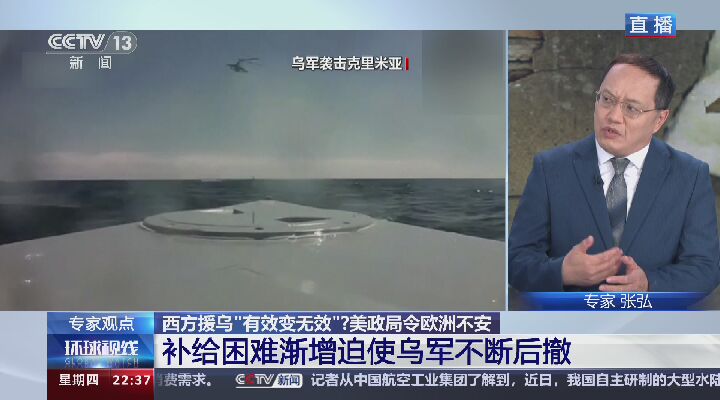 CCTV 13
新闻
直播
乌军袭击克里米亚
专家 张弘
专家观点
西方援乌"有效变无效"?美政局令欧洲不安
环球视线
补给困难渐增迫使乌军不断后撤
星期四 22:37 消费需求。 CCTV 新闻 记者从中国航空工业集团了解到，近日，我国自主研制的大型水陆